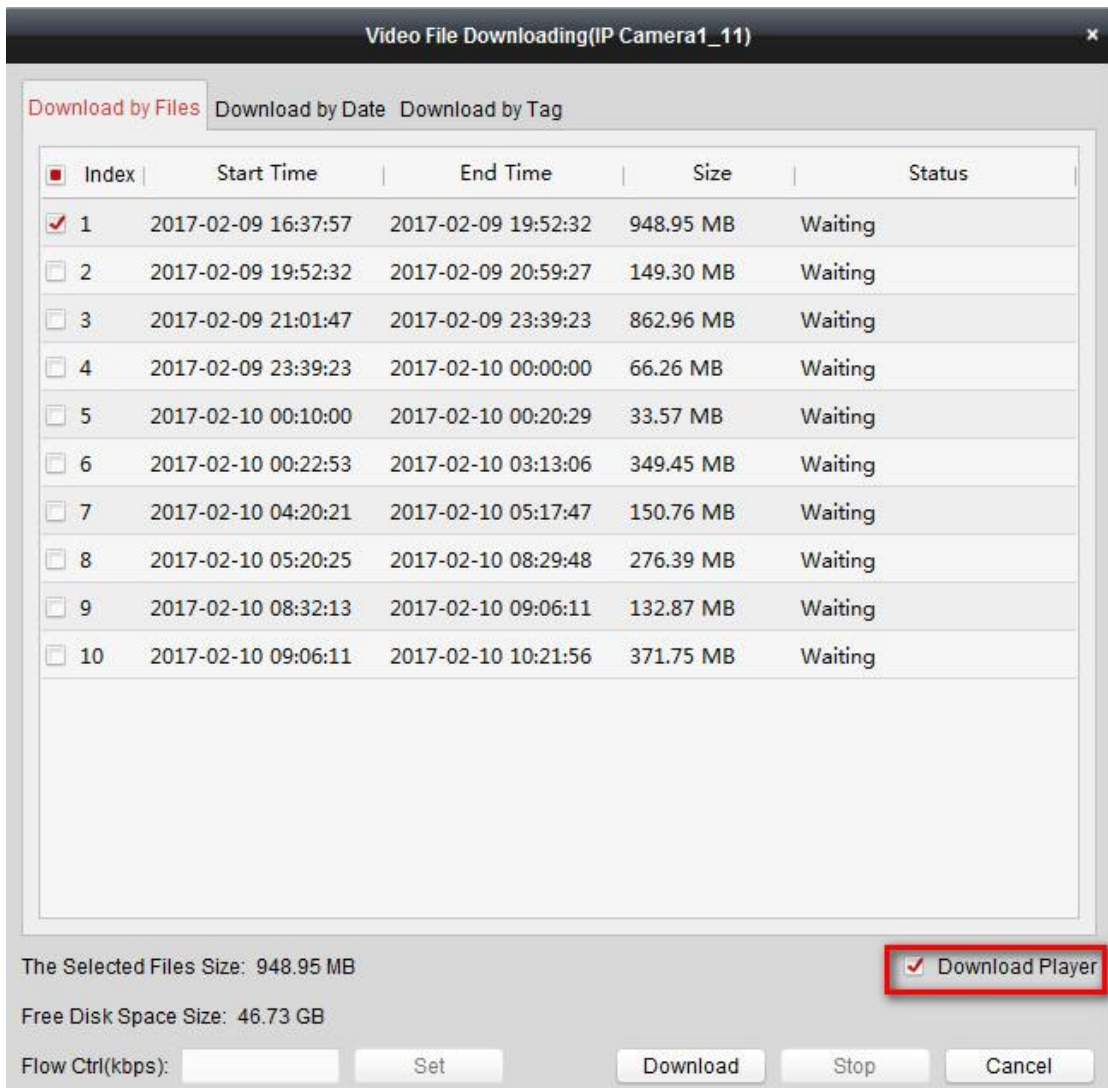 Video File Downloading(IP Camera1_11)
Download by Files Download by Date Download by Tag
Index Start Time End Time Size Status
1 2017-02-09 16:37:57 2017-02-09 19:52:32 948.95 MB Waiting
2 2017-02-09 19:52:32 2017-02-09 20:59:27 149.30 MB Waiting
3 2017-02-09 21:01:47 2017-02-09 23:39:23 862.96 MB Waiting
4 2017-02-09 23:39:23 2017-02-10 00:00:00 66.26 MB Waiting
5 2017-02-10 00:10:00 2017-02-10 00:20:29 33.57 MB Waiting
6 2017-02-10 00:22:53 2017-02-10 03:13:06 349.45 MB Waiting
7 2017-02-10 04:20:21 2017-02-10 05:17:47 150.76 MB Waiting
8 2017-02-10 05:20:25 2017-02-10 08:29:48 276.39 MB Waiting
9 2017-02-10 08:32:13 2017-02-10 09:06:11 132.87 MB Waiting
10 2017-02-10 09:06:11 2017-02-10 10:21:56 371.75 MB Waiting
The Selected Files Size: 948.95 MB Download Player
Free Disk Space Size: 46.73 GB
Flow Ctrl(kbps): Set Download Stop Cancel